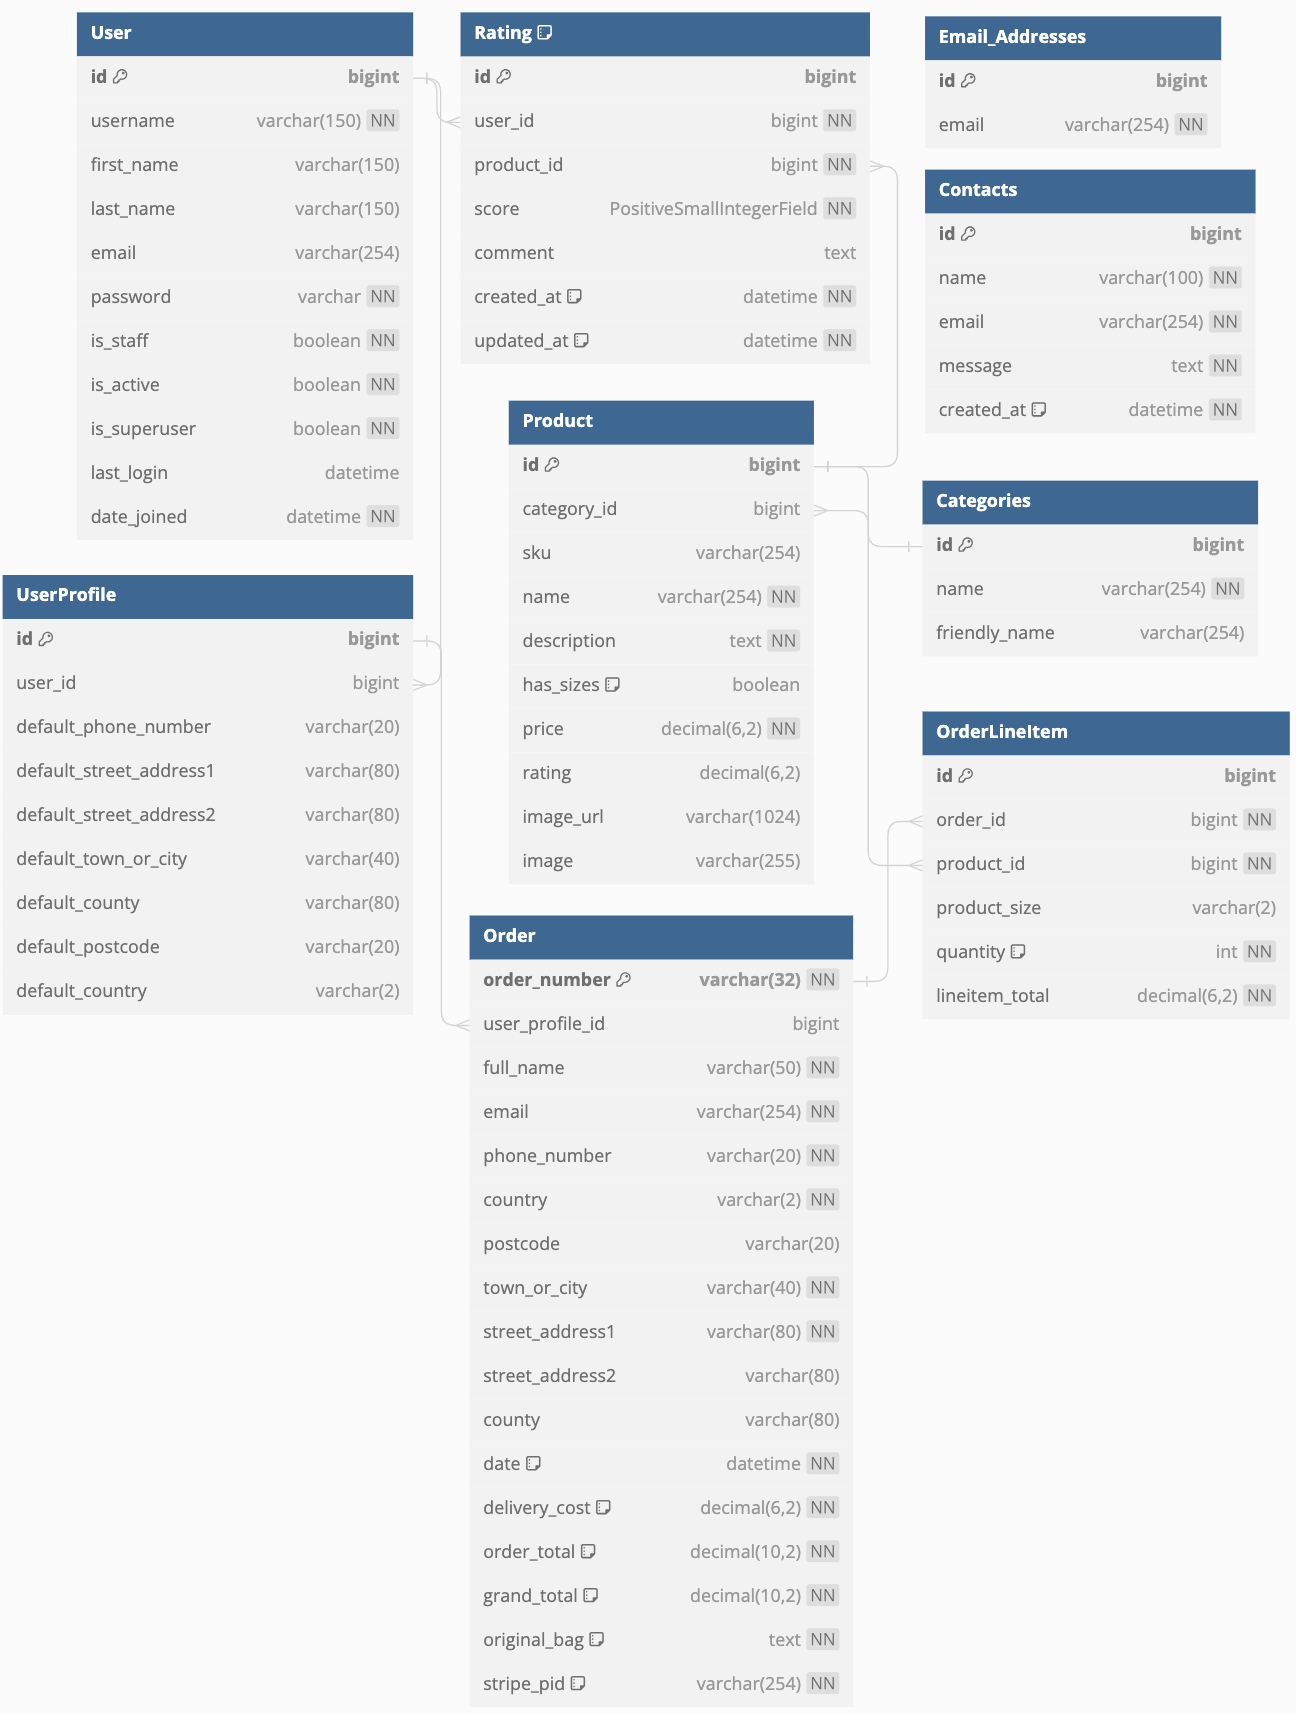 User
id bigint
username varchar(150) NN
first_name varchar(150)
last_name varchar(150)
email varchar(254)
password varchar NN
is_staff boolean NN
is_active boolean NN
is_superuser boolean NN
last_login datetime
date_joined datetime NN
Rating
id bigint
user_id bigint NN
product_id bigint NN
score PositiveSmallIntegerField NN
comment text
created_at datetime NN
updated_at datetime NN
Email_Addresses
id bigint
email varchar(254) NN
Contacts
id bigint
name varchar(100) NN
email varchar(254) NN
message text NN
created_at datetime NN
Product
id bigint
category_id bigint
sku varchar(254)
name varchar(254) NN
description text NN
has_sizes boolean
price decimal(6,2) NN
rating decimal(6,2)
image_url varchar(1024)
image varchar(255)
Categories
id bigint
name varchar(254) NN
friendly_name varchar(254)
UserProfile
id bigint
user_id bigint
default_phone_number varchar(20)
default_street_address1 varchar(80)
default_street_address2 varchar(80)
default_town_or_city varchar(40)
default_county varchar(80)
default_postcode varchar(20)
default_country varchar(2)
OrderLineItem
id bigint
order_id bigint NN
product_id bigint NN
product_size varchar(2)
quantity int NN
lineitem_total decimal(6,2) NN
Order
order_number varchar(32) NN
user_profile_id bigint
full_name varchar(50) NN
email varchar(254) NN
phone_number varchar(20) NN
country varchar(2) NN
postcode varchar(20)
town_or_city varchar(40) NN
street_address1 varchar(80) NN
street_address2 varchar(80)
county varchar(80)
date datetime NN
delivery_cost decimal(6,2) NN
order_total decimal(10,2) NN
grand_total decimal(10,2) NN
original_bag text NN
stripe_pid varchar(254) NN